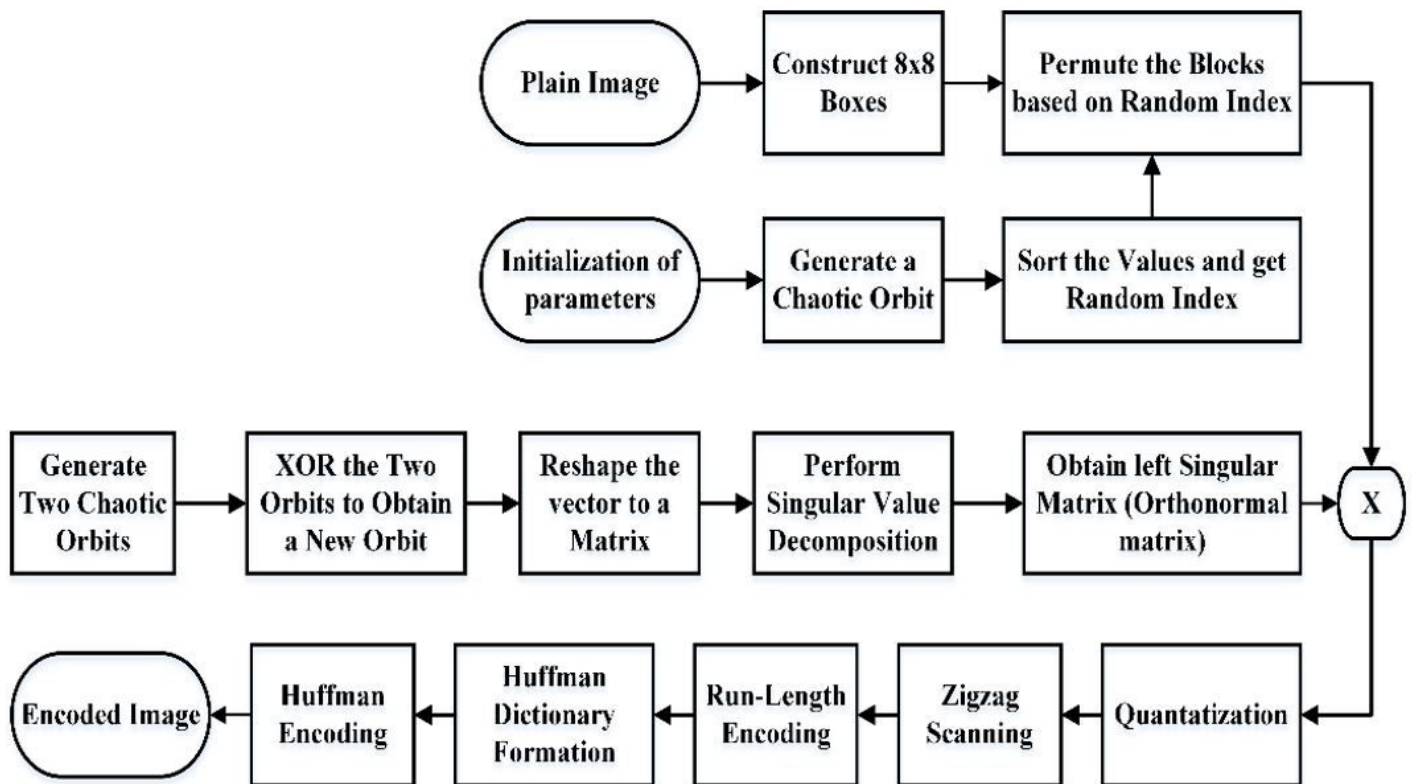 Plain Image
Construct 8x8
Boxes
Permute the Blocks
based on Random Index
Initialization of
parameters
Generate a
Chaotic Orbit
Sort the Values and get
Random Index
Generate
Two Chaotic
Orbits
XOR the Two
Orbits to Obtain
a New Orbit
Reshape the
vector to a
Matrix
Perform
Singular Value
Decomposition
Obtain left Singular
Matrix (Orthonormal
matrix)
X
Encoded Image
Huffman
Encoding
Huffman
Dictionary
Formation
Run-Length
Encoding
Zigzag
Scanning
Quantatization